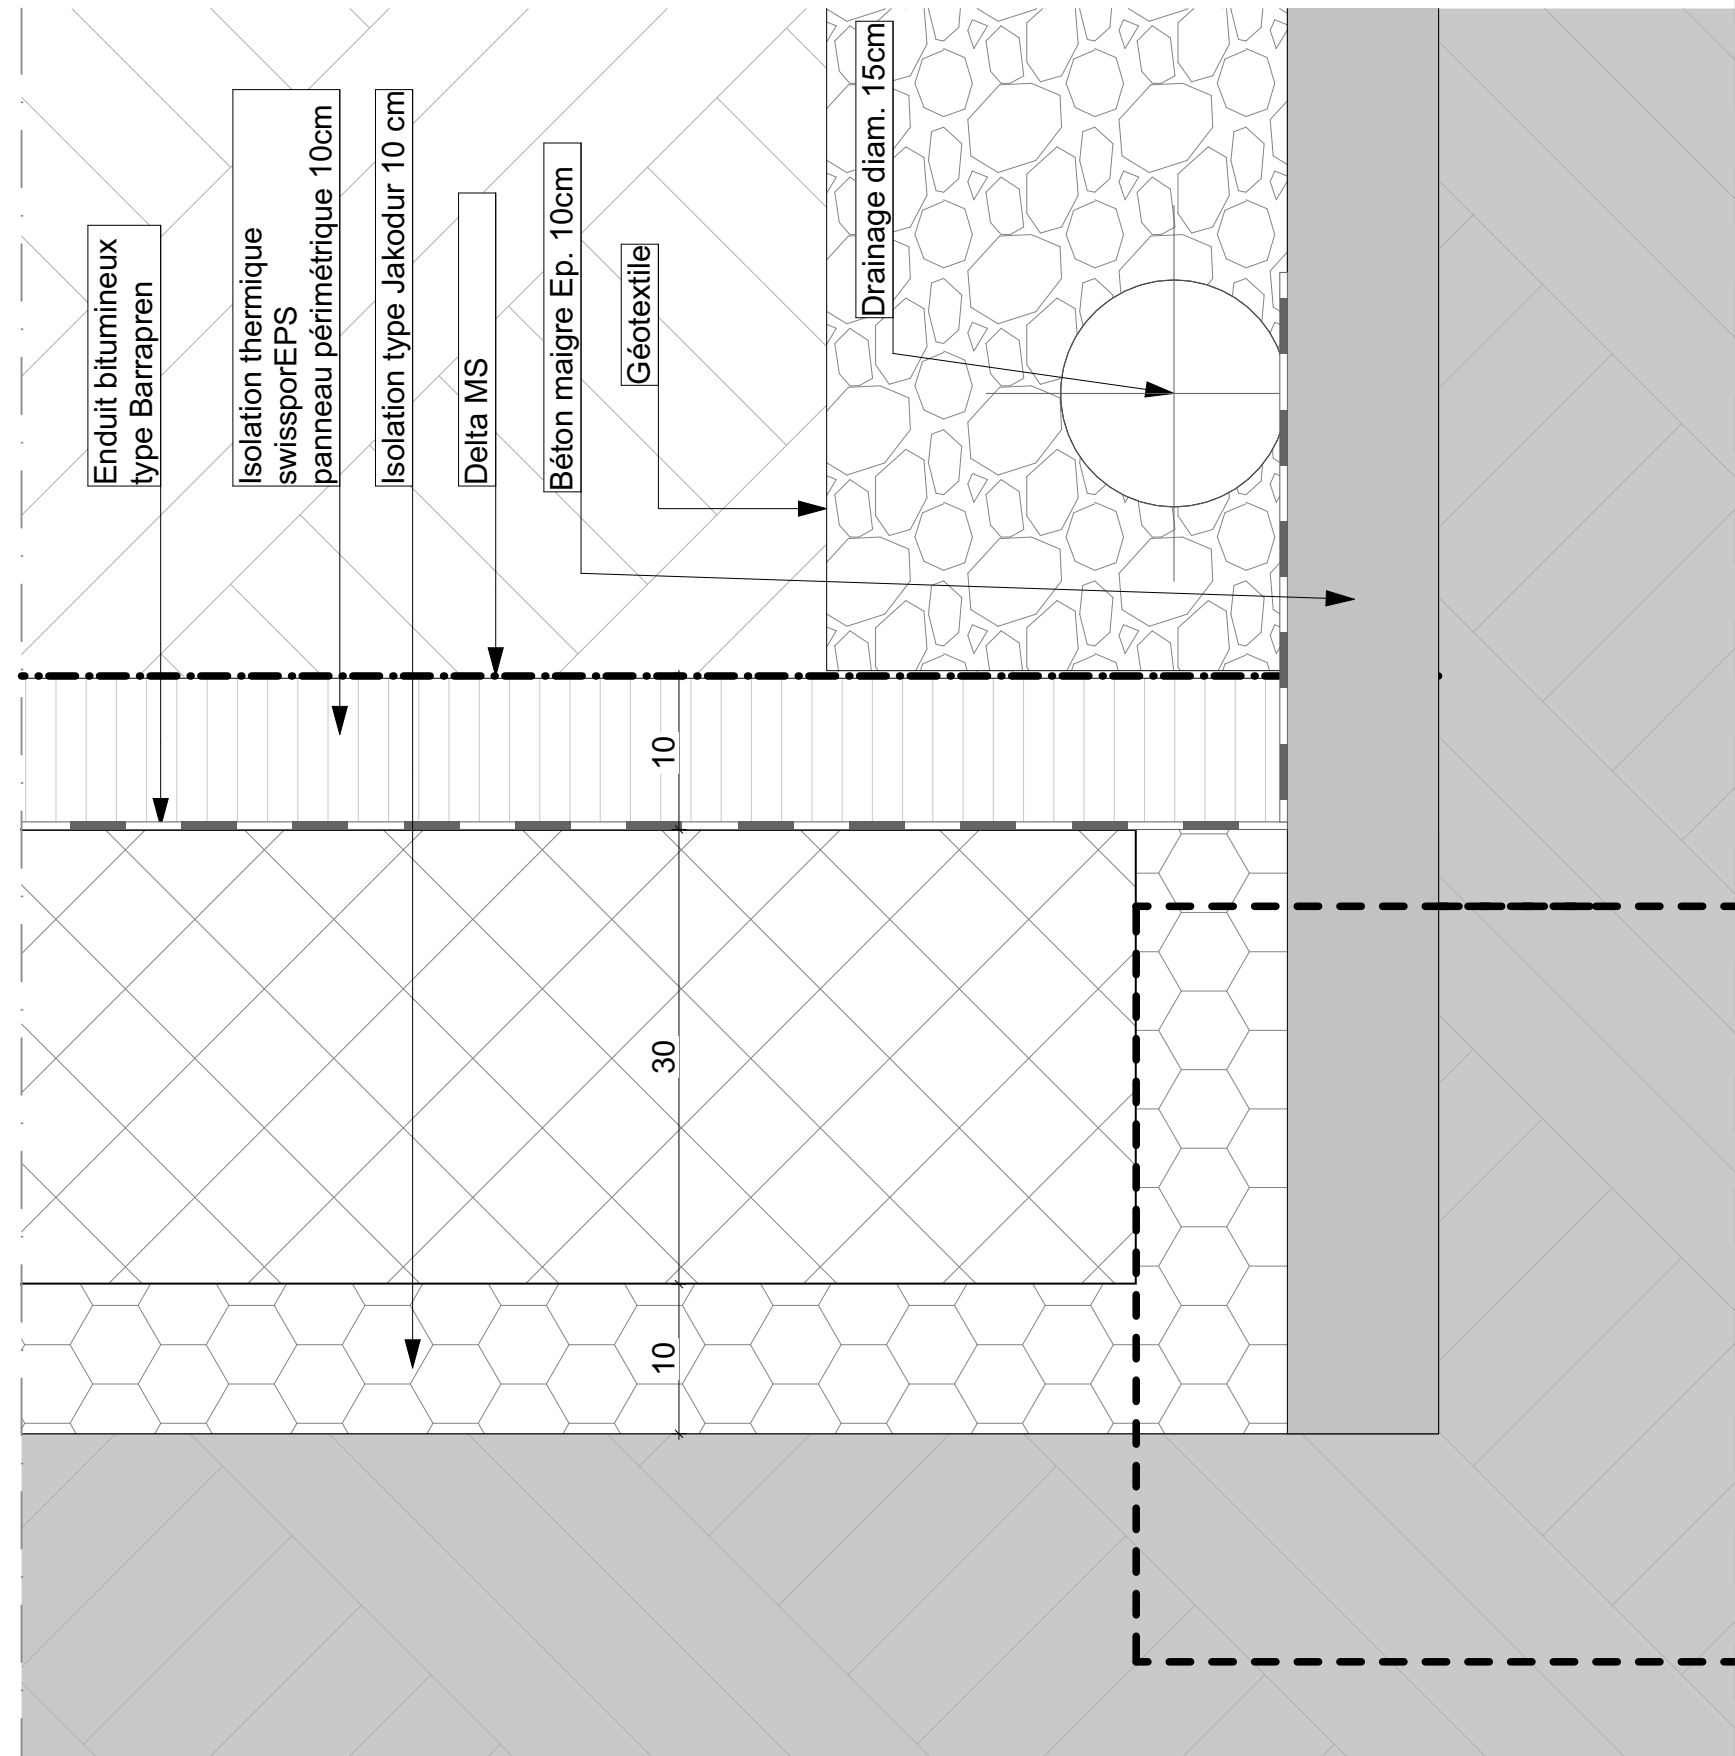 Enduit bitumineux
type Barrapren
Isolation thermique
swissporEPS
panneau périmétrique 10cm
Isolation type Jakodur 10 cm
Delta MS
Béton maigre Ep. 10cm
Géotextile
Drainage diam. 15cm
10
30
10